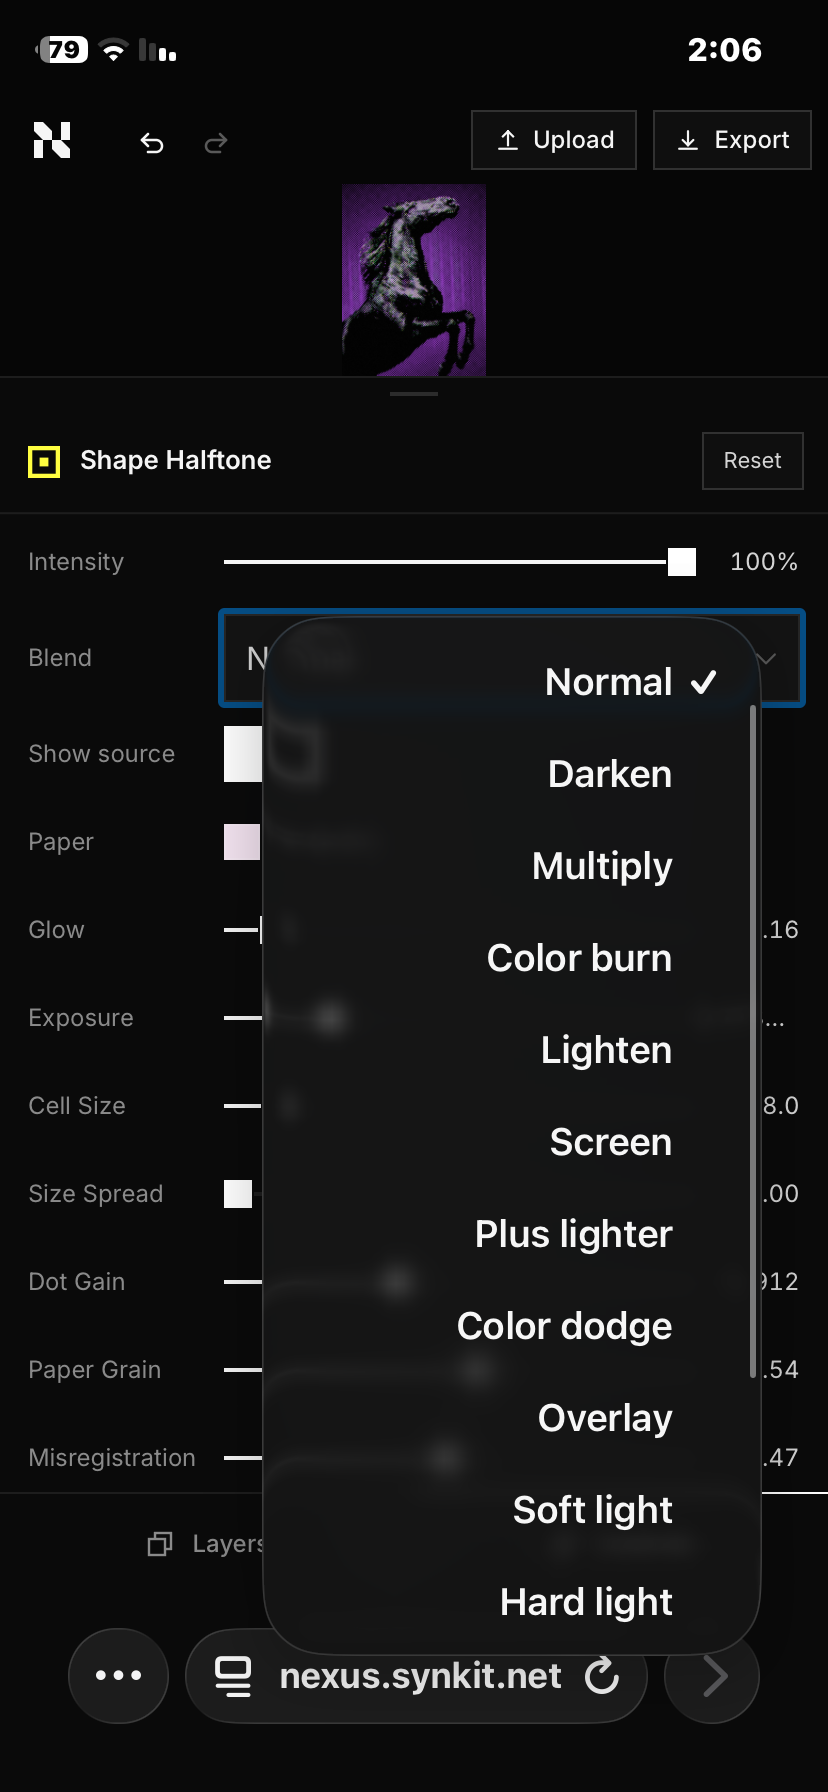 79
2:06
Upload
Export
Shape Halftone
Reset
Intensity
100%
Blend
N
Normal ✓
Show source
Darken
Paper
Multiply
Glow
.16
Color burn
Exposure
...
Lighten
Cell Size
8.0
Screen
Size Spread
.00
Plus lighter
Dot Gain
912
Color dodge
Paper Grain
.54
Overlay
Misregistration
.47
Soft light
Layers
Hard light
nexus.synkit.net